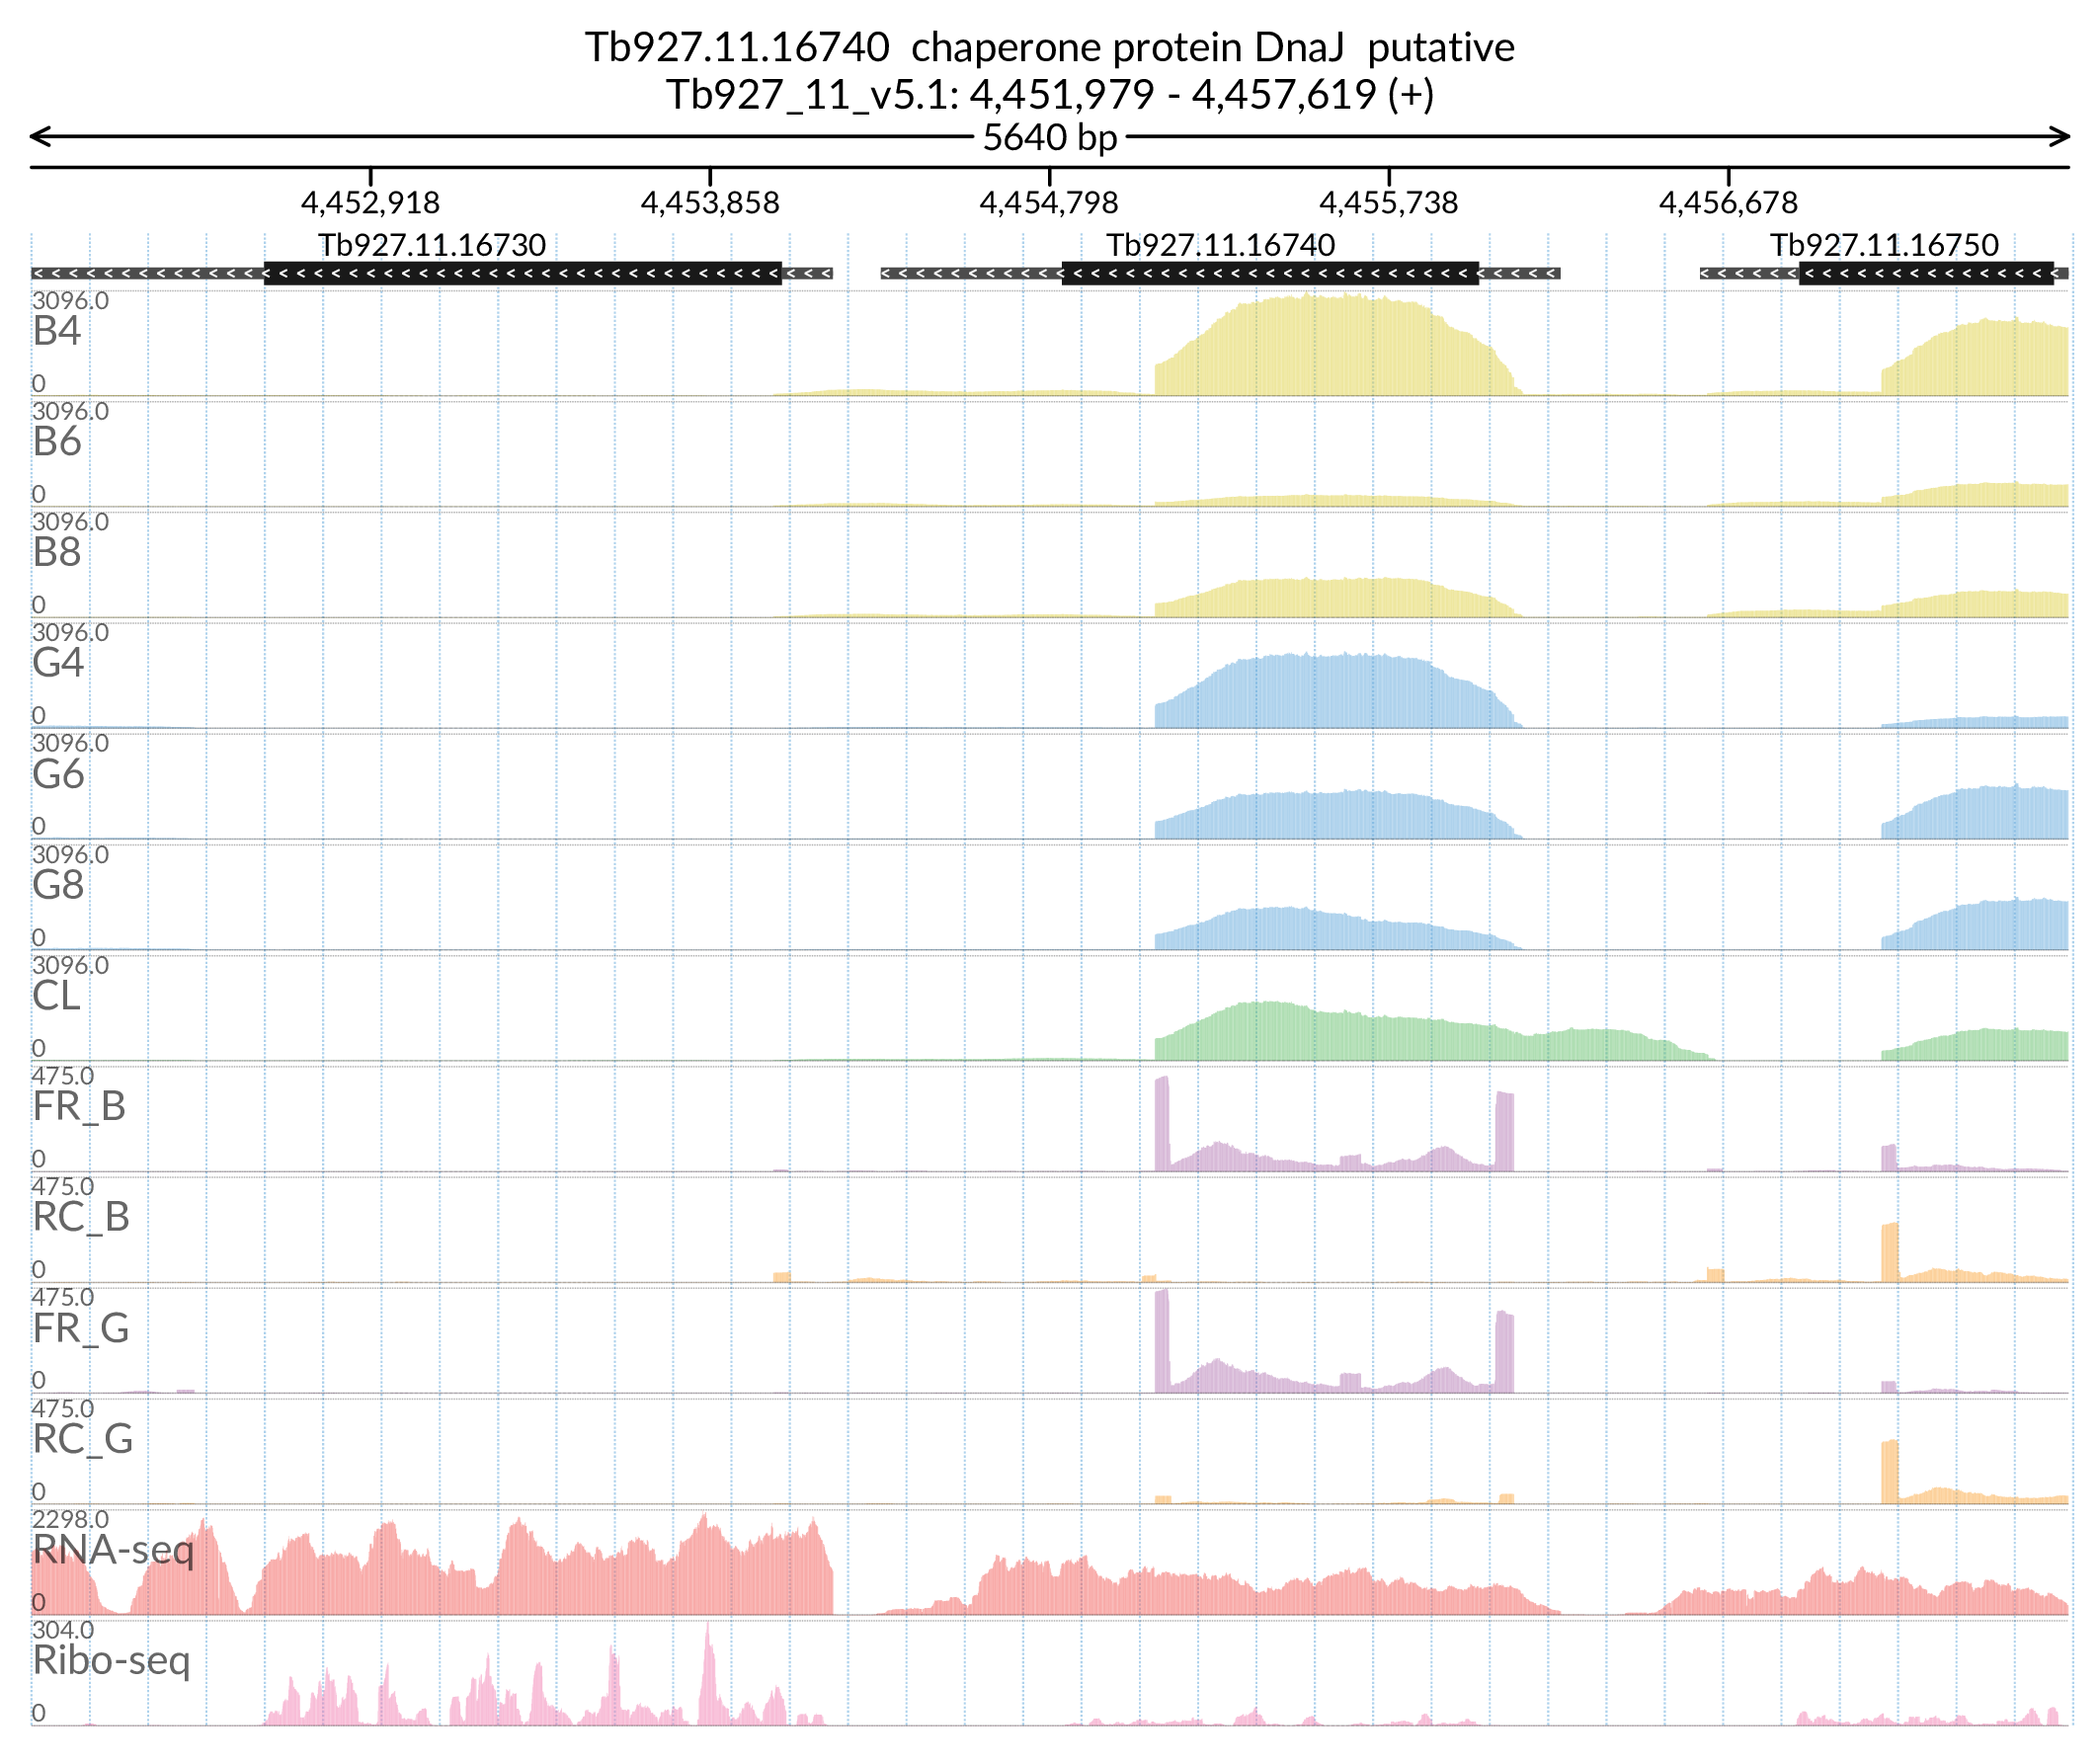 Tb927.11.16740 chaperone protein DnaJ putative
Tb927_11_v5.1: 4,451,979 - 4,457,619 (+)
5640 bp
4,452,918 4,453,858 4,454,798 4,455,738 4,456,678
Tb927.11.16730 Tb927.11.16740 Tb927.11.16750
3096.0
B4
0
3096.0
B6
0
3096.0
B8
0
3096.0
G4
0
3096.0
G6
0
3096.0
G8
0
3096.0
CL
0
475.0
FR_B
0
475.0
RC_B
0
475.0
FR_G
0
475.0
RC_G
0
2298.0
RNA-seq
0
304.0
Ribo-seq
0